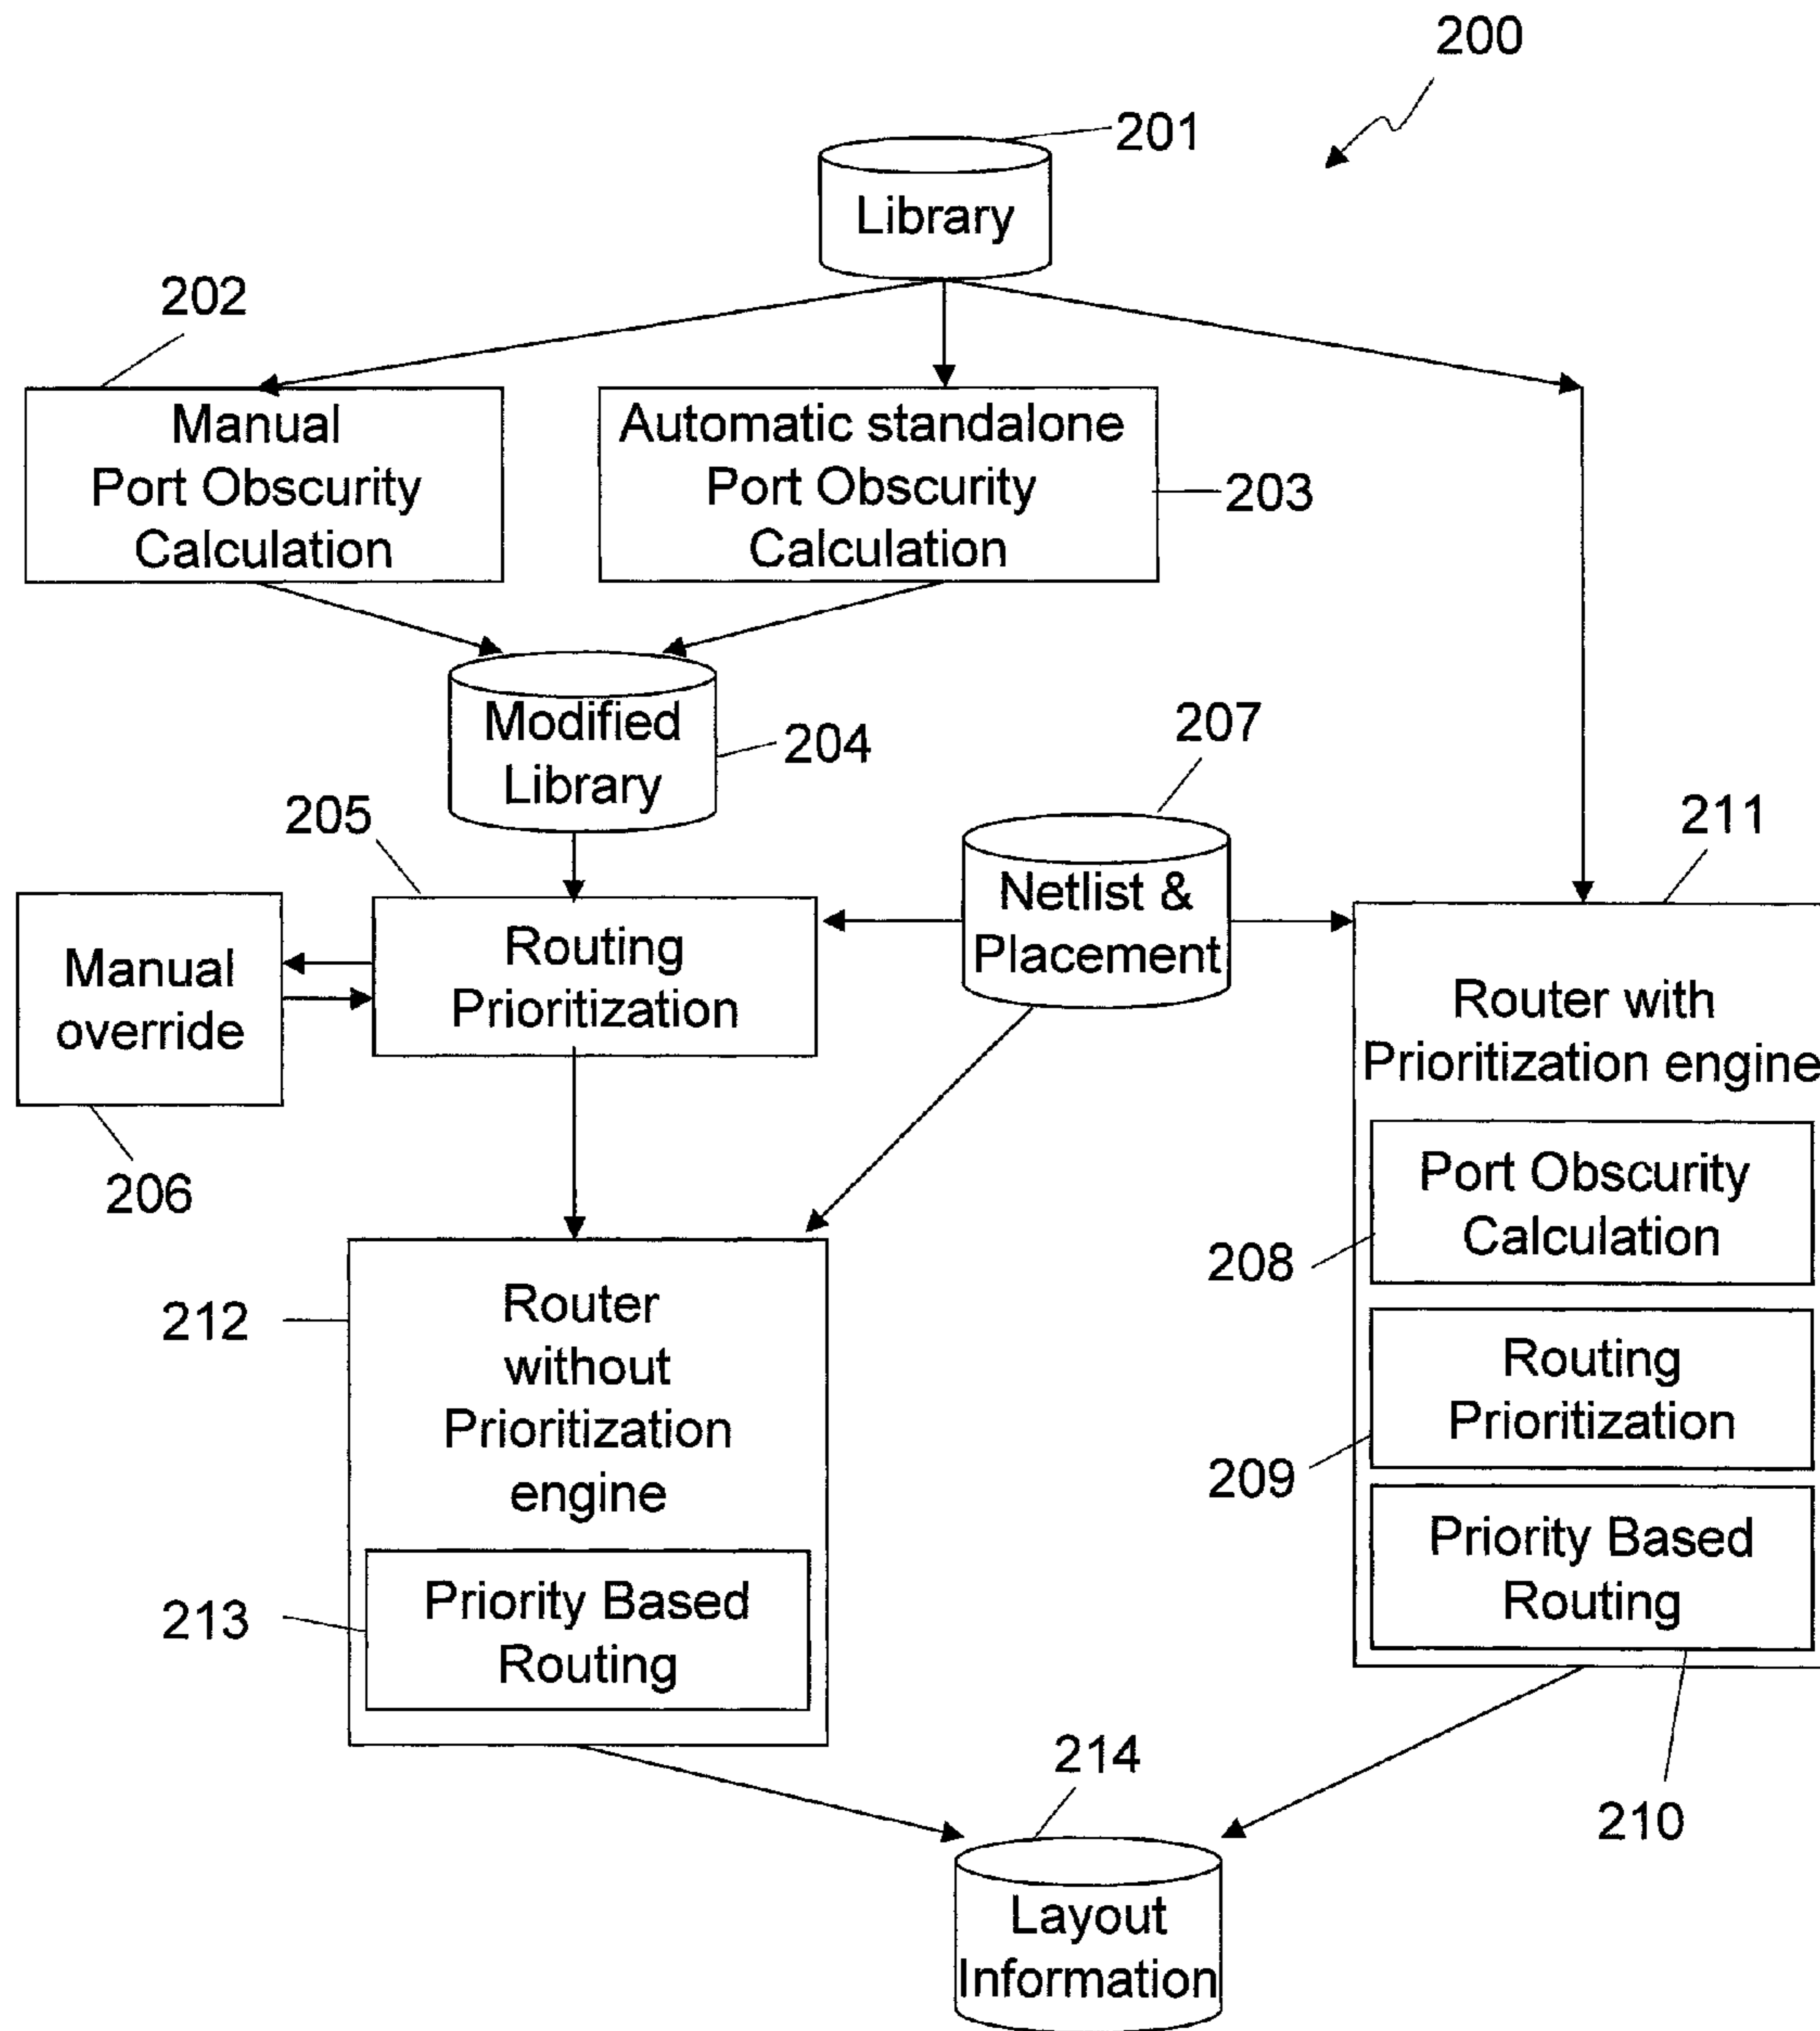 200
201
Library
202
Manual
Port Obscurity
Calculation
Automatic standalone
Port Obscurity
Calculation
203
Modified
Library
204
207
205
211
Netlist &
Placement
Manual
override
Routing
Prioritization
206
Router with
Prioritization engine
Port Obscurity
Calculation
208
212
Router
without
Prioritization
engine
Routing
Prioritization
209
213
Priority Based
Routing
Priority Based
Routing
210
214
Layout
Information